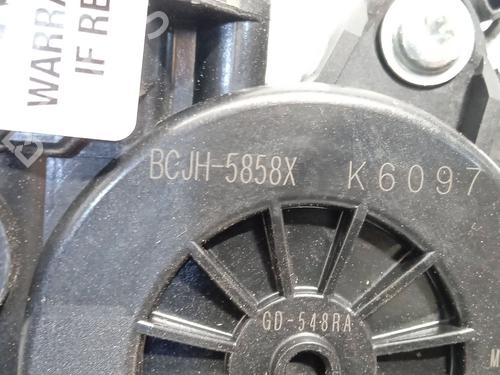 WARRA
IF RE
BCJH-5858X K6097
GD-548RA
M